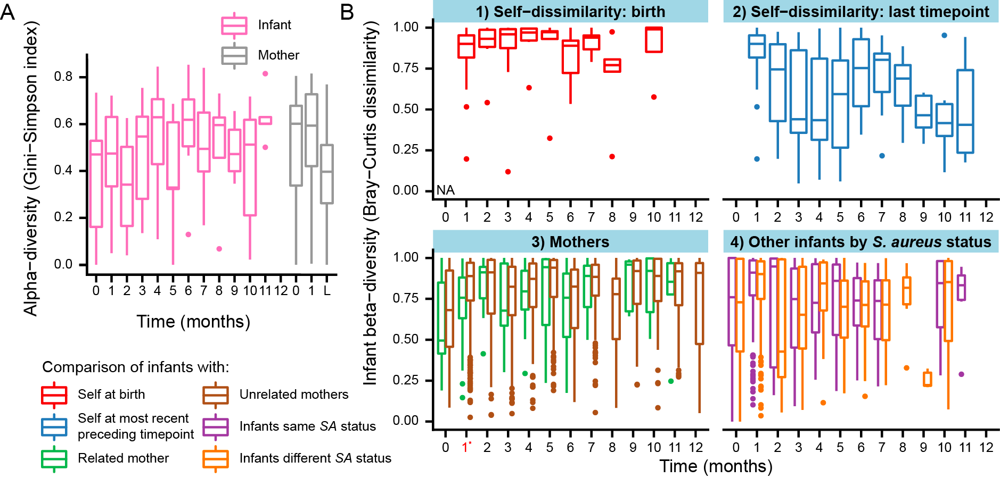 A
Alpha−diversity (Gini−Simpson index)
Infant
Mother
0.8
0.6
0.4
0.2
0.0
0 1 2 3 4 5 6 7 8 9 10 11 12 0 1 L
Time (months)
Comparison of infants with:
Self at birth
Self at most recent
preceding timepoint
Related mother
Unrelated mothers
Infants same SA status
Infants different SA status
B
Infant beta−diversity (Bray−Curtis dissimilarity)
1) Self−dissimilarity: birth
1.00
0.75
0.50
0.25
0.00
NA
0 1 2 3 4 5 6 7 8 9 10 11 12
2) Self−dissimilarity: last timepoint
0 1 2 3 4 5 6 7 8 9 10 11 12
3) Mothers
1.00
0.75
0.50
0.25
0.00
0 1* 2 3 4 5 6 7 8 9 10 11 12
4) Other infants by S. aureus status
0 1 2 3 4 5 6 7 8 9 10 11 12
Time (months)